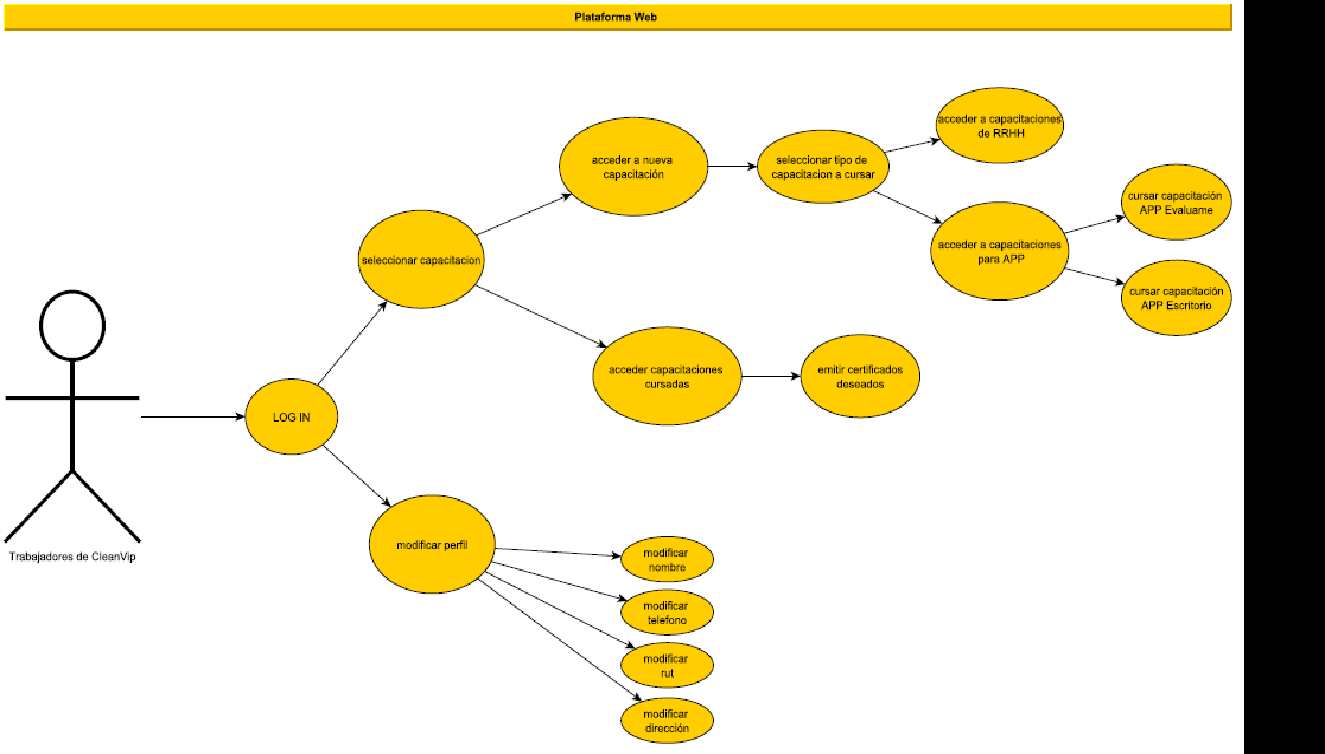 Plataforma Web
acceder a capacitaciones
de RRHH
acceder a nueva
capacitación
seleccionar tipo de
capacitacion a cursar
cursar capacitación
APP Evaluame
acceder a capacitaciones
para APP
seleccionar capacitacion
cursar capacitación
APP Escritorio
acceder capacitaciones
cursadas
emitir certificados
deseados
LOG IN
Trabajadores de CleanVip
modificar perfil
modificar
nombre
modificar
telefono
modificar
rut
modificar
dirección